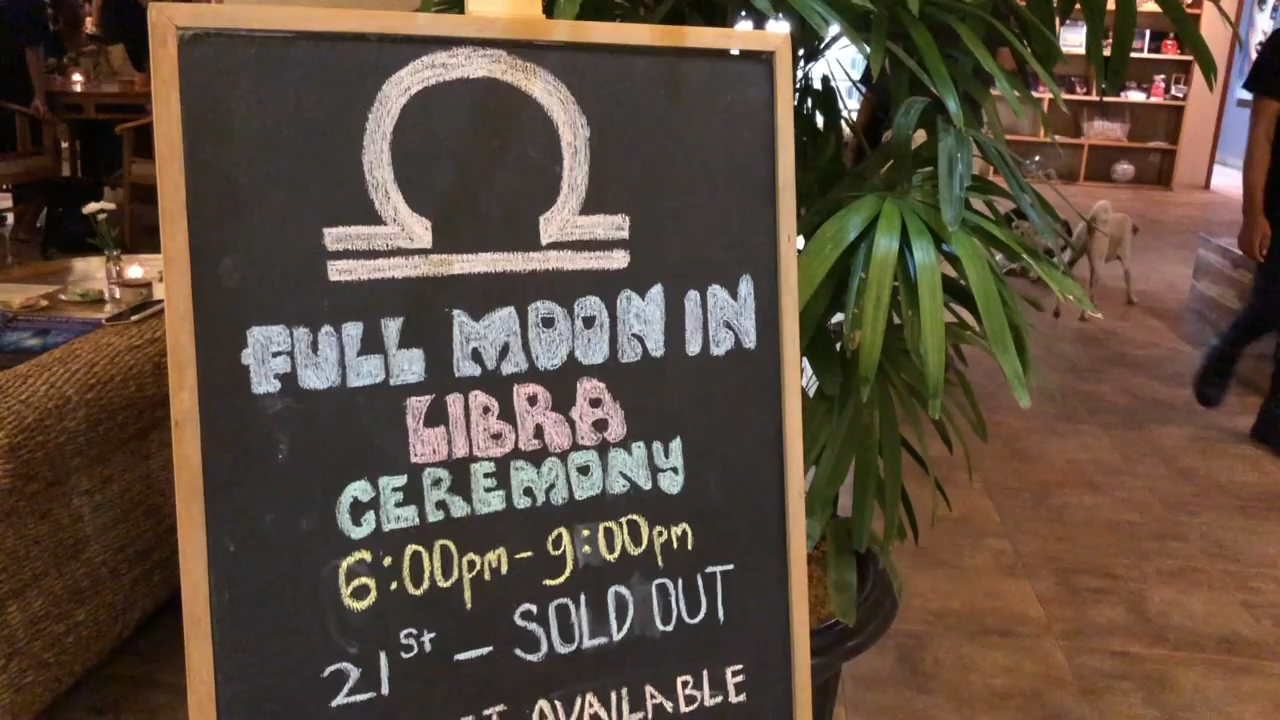 FULL MOON IN
LIBRA
CEREMONY
6:00pm - 9:00pm
21st - SOLD OUT
AVAILABLE